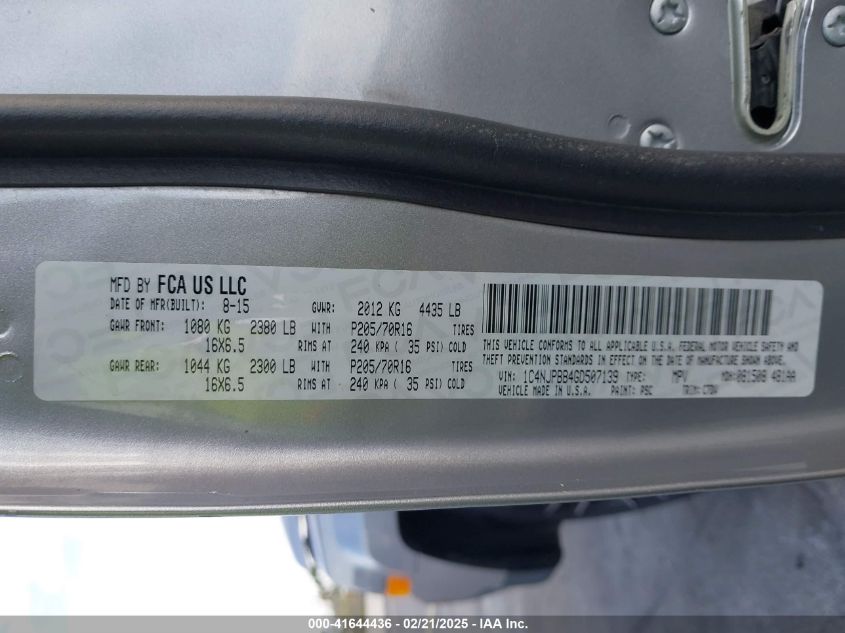 MFD BY FCA US LLC
DATE OF MFR(BUILT): 8-15 GVWR: 2012 KG 4435 LB
GAWR FRONT: 1080 KG 2380 LB WITH P205/70R16 TIRES
16X6.5 RIMS AT 240 KPA ( 35 PSI) COLD
GAWR REAR: 1044 KG 2300 LB WITH P205/70R16 TIRES
16X6.5 RIMS AT 240 KPA ( 35 PSI) COLD
THIS VEHICLE CONFORMS TO ALL APPLICABLE U.S.A. FEDERAL MOTOR VEHICLE SAFETY AND
THEFT PREVENTION STANDARDS IN EFFECT ON THE DATE OF MANUFACTURE SHOWN ABOVE.
VIN: 1C4NJPBB4GD507139 TYPE: MPV MDH: 081508 481AA
VEHICLE MADE IN U.S.A. PAINT: PSC TRIM:
000-41644436 - 02/21/2025 - IAA Inc.